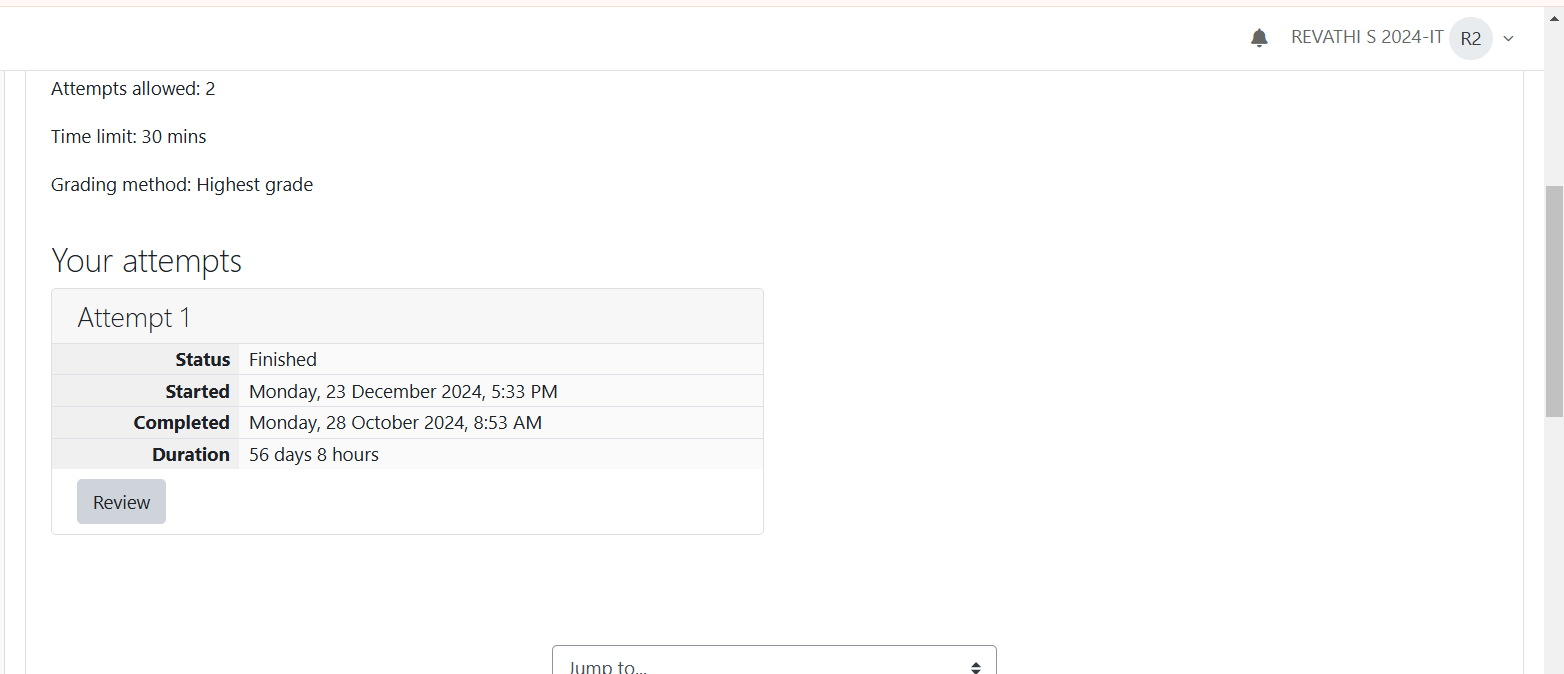 REVATHI S 2024-IT R2
Attempts allowed: 2
Time limit: 30 mins
Grading method: Highest grade
Your attempts
Attempt 1
Status Finished
Started Monday, 23 December 2024, 5:33 PM
Completed Monday, 28 October 2024, 8:53 AM
Duration 56 days 8 hours
Review
Jump to...